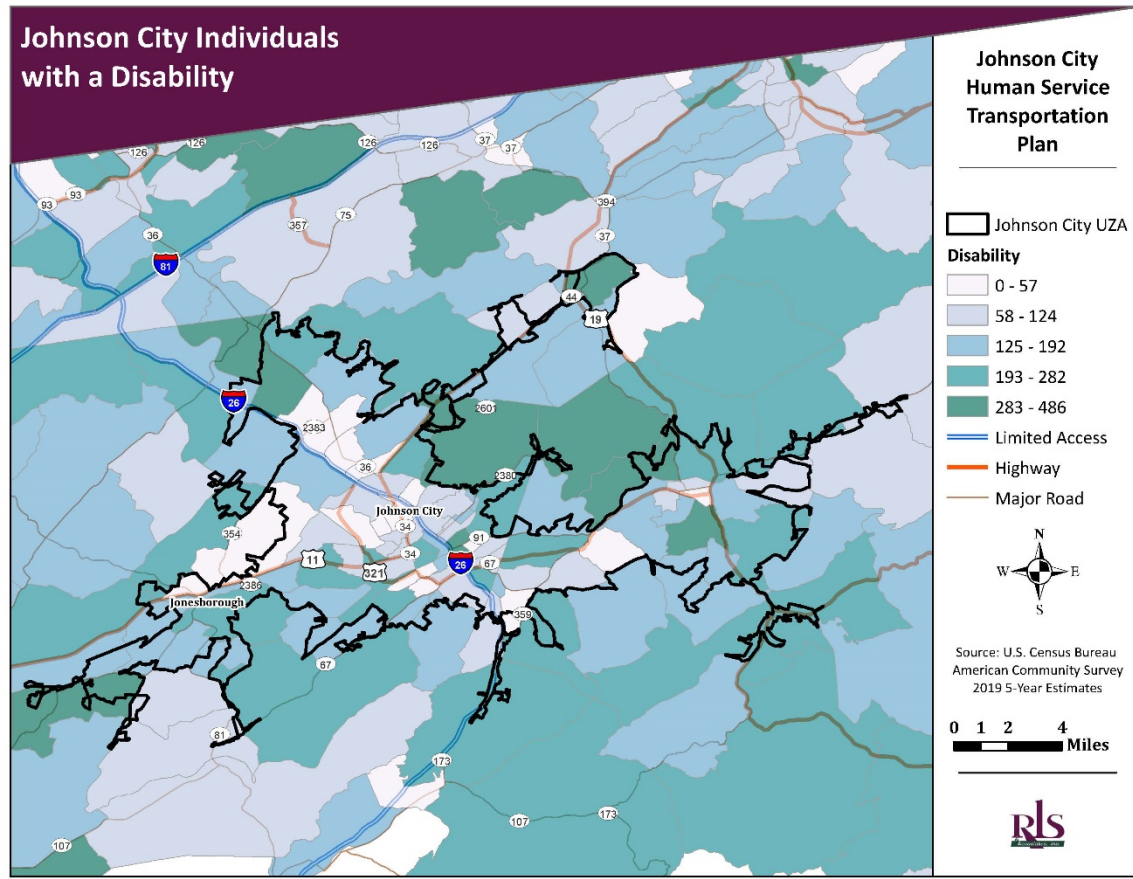 Johnson City Individuals
with a Disability
126
126
126
126
37
37
93
93
36
357
75
394
37
81
44
19
26
2383
36
2601
2380
Johnson City
34
34
91
354
11
321
26
67
2386
Jonesborough
359
67
81
173
107
107
173
Johnson City
Human Service
Transportation
Plan
Johnson City UZA
Disability
0 - 57
58 - 124
125 - 192
193 - 282
283 - 486
Limited Access
Highway
Major Road
N
W
E
S
Source: U.S. Census Bureau
American Community Survey
2019 5-Year Estimates
0 1 2 4
Miles
RLS